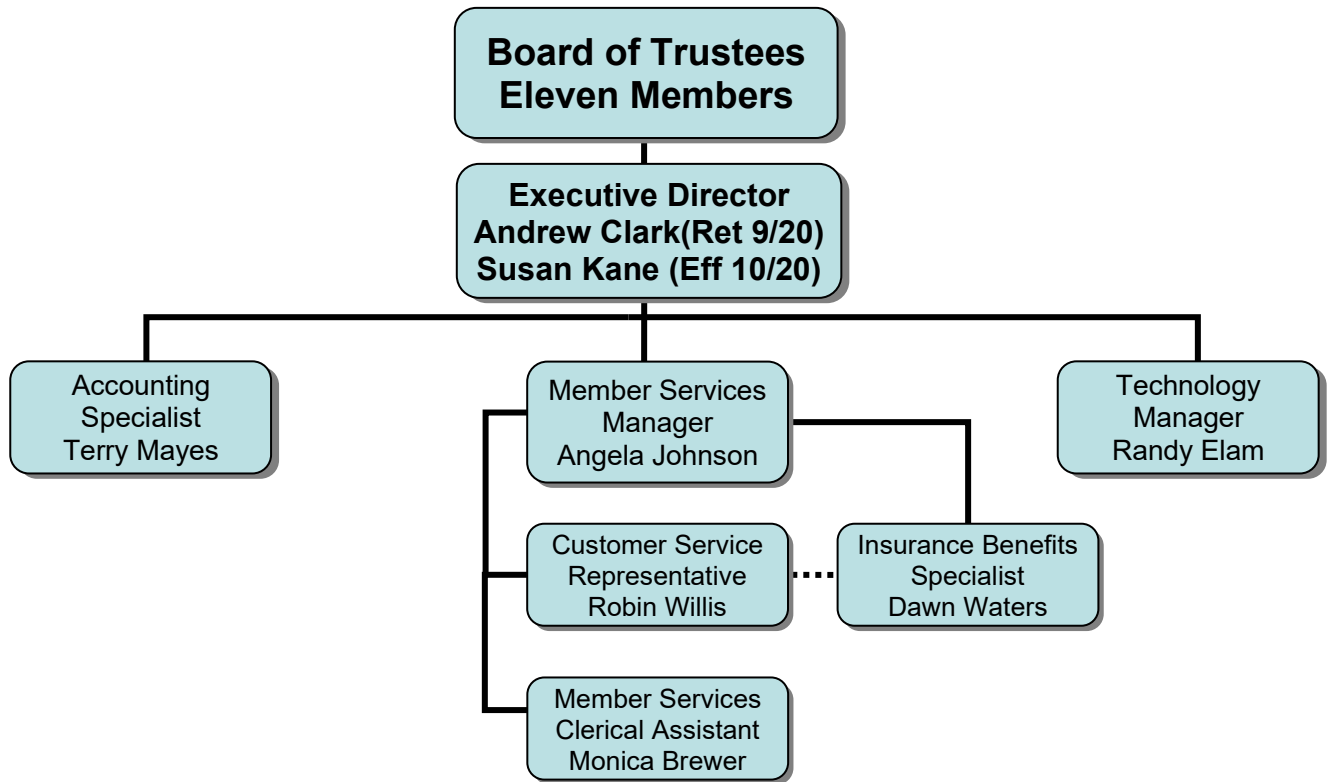 Board of Trustees
Eleven Members
Executive Director
Andrew Clark(Ret 9/20)
Susan Kane (Eff 10/20)
Accounting
Specialist
Terry Mayes
Member Services
Manager
Angela Johnson
Technology
Manager
Randy Elam
Customer Service
Representative
Robin Willis
Insurance Benefits
Specialist
Dawn Waters
Member Services
Clerical Assistant
Monica Brewer